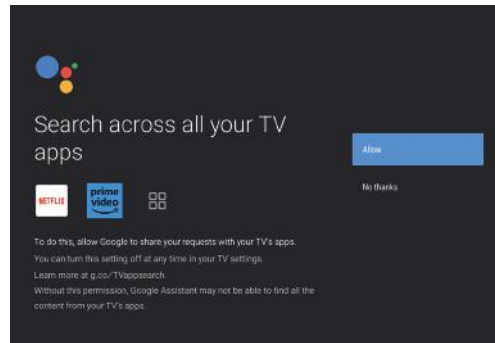 Search across all your TV
apps
NETFLIX
prime
video
To do this, allow Google to share your requests with your TV's apps.
You can turn this setting off at any time in your TV settings.
Learn more at g.co/TVappsearch.
Without this permission, Google Assistant may not be able to find all the
content from your TV's apps.
Allow
No thanks